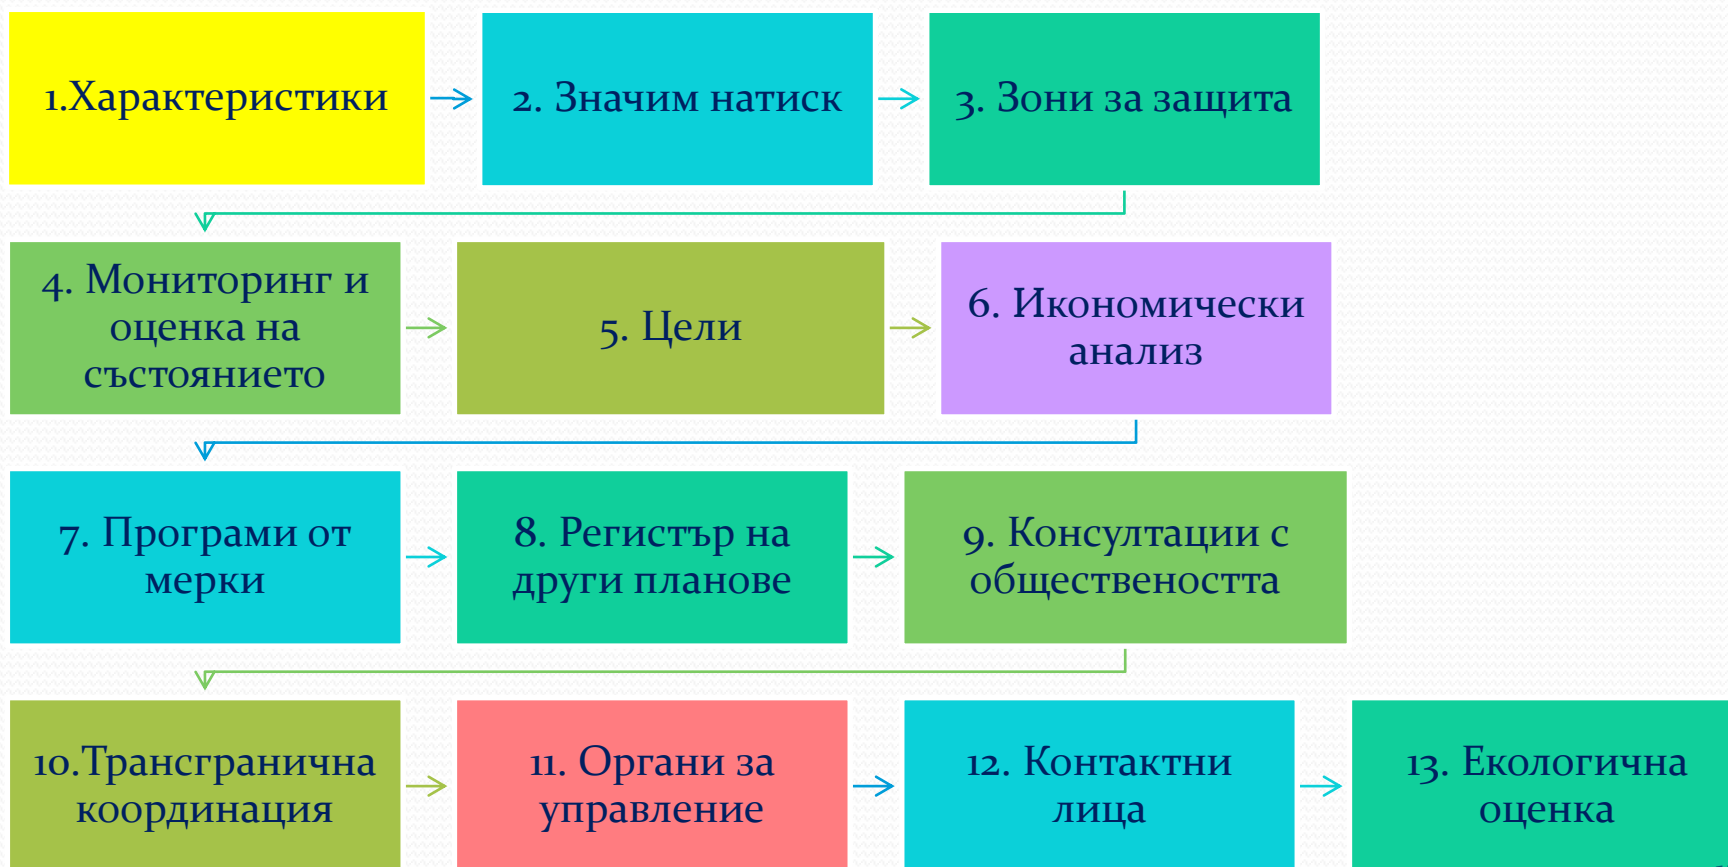 1.Характеристики
2. Значим натиск
3. Зони за защита
4. Мониторинг и
оценка на
състоянието
5. Цели
6. Икономически
анализ
7. Програми от
мерки
8. Регистър на
други планове
9. Консултации с
обществеността
10.Трансгранична
координация
11. Органи за
управление
12. Контактни
лица
13. Екологична
оценка